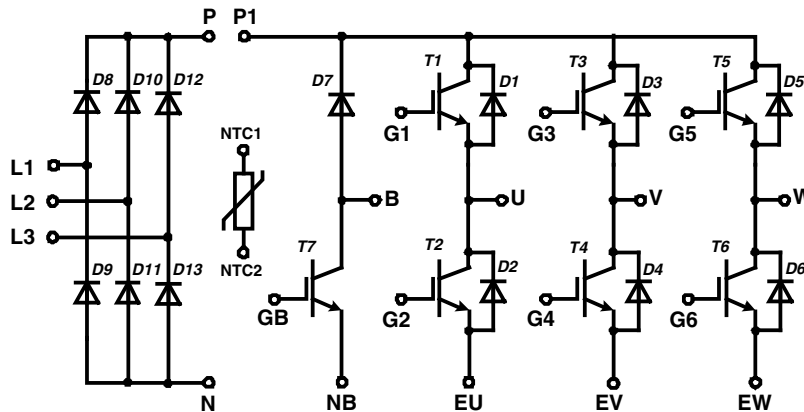 P P1
D8 D10 D12 D7 T1 D1 T3 D3 T5 D5
G1 G3 G5
NTC1
L1
L2 B U V W
L3
NTC2
D9 D11 D13 T7 T2 D2 T4 D4 T6 D6
GB G2 G4 G6
N NB EU EV EW